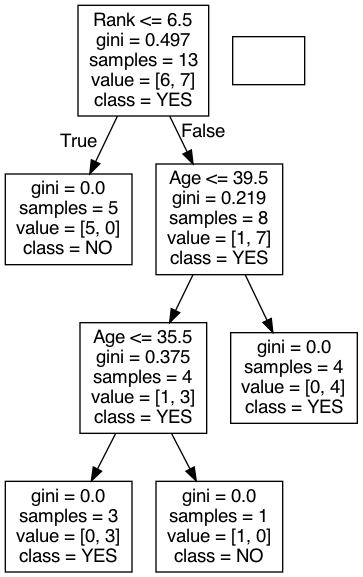 Rank <= 6.5
gini = 0.497
samples = 13
value = [6, 7]
class = YES
True
False
gini = 0.0
samples = 5
value = [5, 0]
class = NO
Age <= 39.5
gini = 0.219
samples = 8
value = [1, 7]
class = YES
Age <= 35.5
gini = 0.375
samples = 4
value = [1, 3]
class = YES
gini = 0.0
samples = 4
value = [0, 4]
class = YES
gini = 0.0
samples = 3
value = [0, 3]
class = YES
gini = 0.0
samples = 1
value = [1, 0]
class = NO